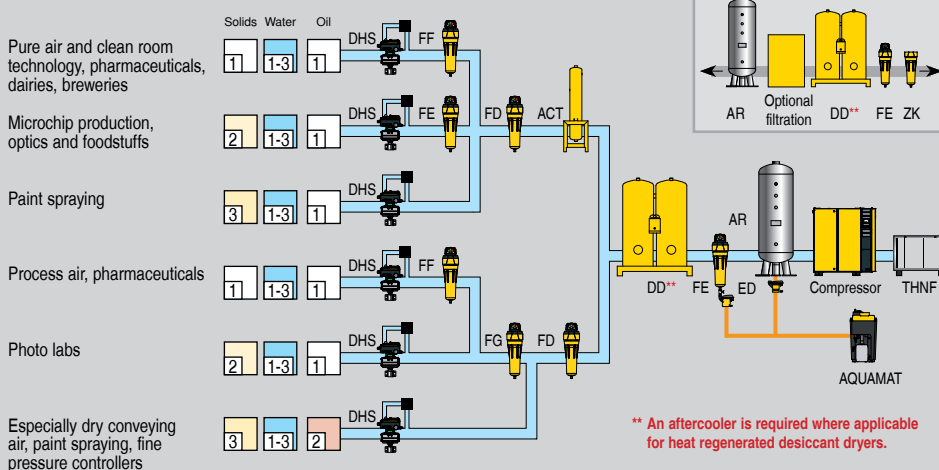 Solids Water Oil
Pure air and clean room
technology, pharmaceuticals,
dairies, breweries
1 1-3 1 DHS FF
Microchip production,
optics and foodstuffs
2 1-3 1 DHS FE FD ACT
Paint spraying
3 1-3 1 DHS
Process air, pharmaceuticals
1 1-3 1 DHS FF
Photo labs
2 1-3 1 DHS FG FD
Especially dry conveying
air, paint spraying, fine
pressure controllers
3 1-3 2 DHS
AR Optional
filtration DD** FE ZK
AR
DD** FE ED Compressor THNF
AQUAMAT
** An aftercooler is required where applicable
for heat regenerated desiccant dryers.